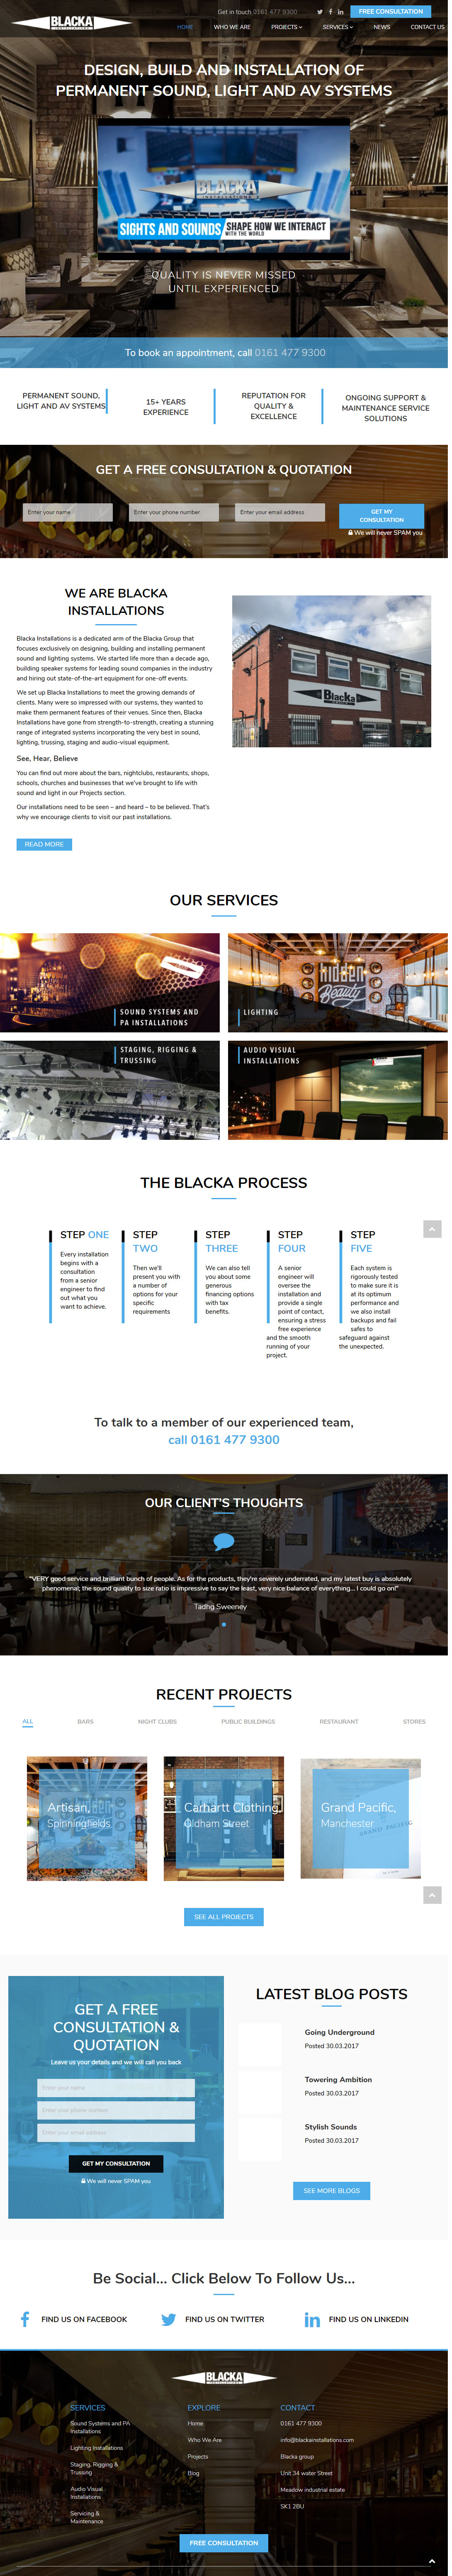 BLACKA
INSTALLATIONS
Get in touch 0161 477 9300
FREE CONSULTATION
HOME
WHO WE ARE
PROJECTS
SERVICES
NEWS
CONTACT US
DESIGN, BUILD AND INSTALLATION OF
PERMANENT SOUND, LIGHT AND AV SYSTEMS
BLACKA
INSTALLATIONS
SIGHTS AND SOUNDS SHAPE HOW WE INTERACT
WITH THE WORLD
QUALITY IS NEVER MISSED
UNTIL EXPERIENCED
To book an appointment, call 0161 477 9300
PERMANENT SOUND,
LIGHT AND AV SYSTEMS
15+ YEARS
EXPERIENCE
REPUTATION FOR
QUALITY &
EXCELLENCE
ONGOING SUPPORT &
MAINTENANCE SERVICE
SOLUTIONS
GET A FREE CONSULTATION & QUOTATION
Enter your name
Enter your phone number
Enter your email address
GET MY
CONSULTATION
We will never SPAM you
WE ARE BLACKA
INSTALLATIONS
Blacka Installations is a dedicated arm of the Blacka Group that
focuses exclusively on designing, building and installing permanent
sound and lighting systems. We started life more than a decade ago,
building speaker systems for leading sound companies in the industry
and hiring out state-of-the-art equipment for one-off events.
We set up Blacka Installations to meet the growing demands of
clients. Many were so impressed with our systems, they wanted to
make them permanent features of their venues. Since then, Blacka
Installations have gone from strength-to-strength, creating a stunning
range of integrated systems incorporating the very best in sound,
lighting, trussing, staging and audio-visual equipment.
See, Hear, Believe
You can find out more about the bars, nightclubs, restaurants, shops,
schools, churches and businesses that we've brought to life with
sound and light in our Projects section.
Our installations need to be seen – and heard – to be believed. That's
why we encourage clients to visit our past installations.
READ MORE
Blacka
OUR SERVICES
SOUND SYSTEMS AND
PA INSTALLATIONS
hidden
Beauty
LIGHTING
STAGING, RIGGING &
TRUSSING
AUDIO VISUAL
INSTALLATIONS
THE BLACKA PROCESS
STEP ONE
Every installation
begins with a
consultation
from a senior
engineer to find
out what you
want to achieve.
STEP
TWO
Then we'll
present you with
a number of
options for your
specific
requirements
STEP
THREE
We can also tell
you about some
generous
financing options
with tax
benefits.
STEP
FOUR
A senior
engineer will
oversee the
installation and
provide a single
point of contact,
ensuring a stress
free experience
and the smooth
running of your
project.
STEP
FIVE
Each system is
rigorously tested
to make sure it is
at its optimum
performance and
we also install
backups and fail
safes to
safeguard against
the unexpected.
To talk to a member of our experienced team,
call 0161 477 9300
OUR CLIENT'S THOUGHTS
"VERY good service and brilliant bunch of people. As for the products, they're severely underrated, and my latest buy is absolutely
phenomenal; the sound quality to size ratio is impressive to say the least, very nice balance of everything... I could go on!"
Tadhg Sweeney
RECENT PROJECTS
ALL
BARS
NIGHT CLUBS
PUBLIC BUILDINGS
RESTAURANT
STORES
Artisan,
Spinningfields
Carhartt Clothing,
Oldham Street
Grand Pacific,
Manchester
GRAND PACIFIC
SEE ALL PROJECTS
GET A FREE
CONSULTATION &
QUOTATION
Leave us your details and we will call you back
Enter your name
Enter your phone number
Enter your email address
GET MY CONSULTATION
We will never SPAM you
LATEST BLOG POSTS
Going Underground
Posted 30.03.2017
Towering Ambition
Posted 30.03.2017
Stylish Sounds
Posted 30.03.2017
SEE MORE BLOGS
Be Social... Click Below To Follow Us...
FIND US ON FACEBOOK
FIND US ON TWITTER
FIND US ON LINKEDIN
BLACKA
INSTALLATIONS
SERVICES
Sound Systems and PA
Installations
Lighting Installations
Staging, Rigging &
Trussing
Audio Visual
Installations
Servicing &
Maintenance
EXPLORE
Home
Who We Are
Projects
Blog
CONTACT
0161 477 9300
info@blackainstallations.com
Blacka group
Unit 34 water Street
Meadow industrial estate
SK1 2BU
FREE CONSULTATION